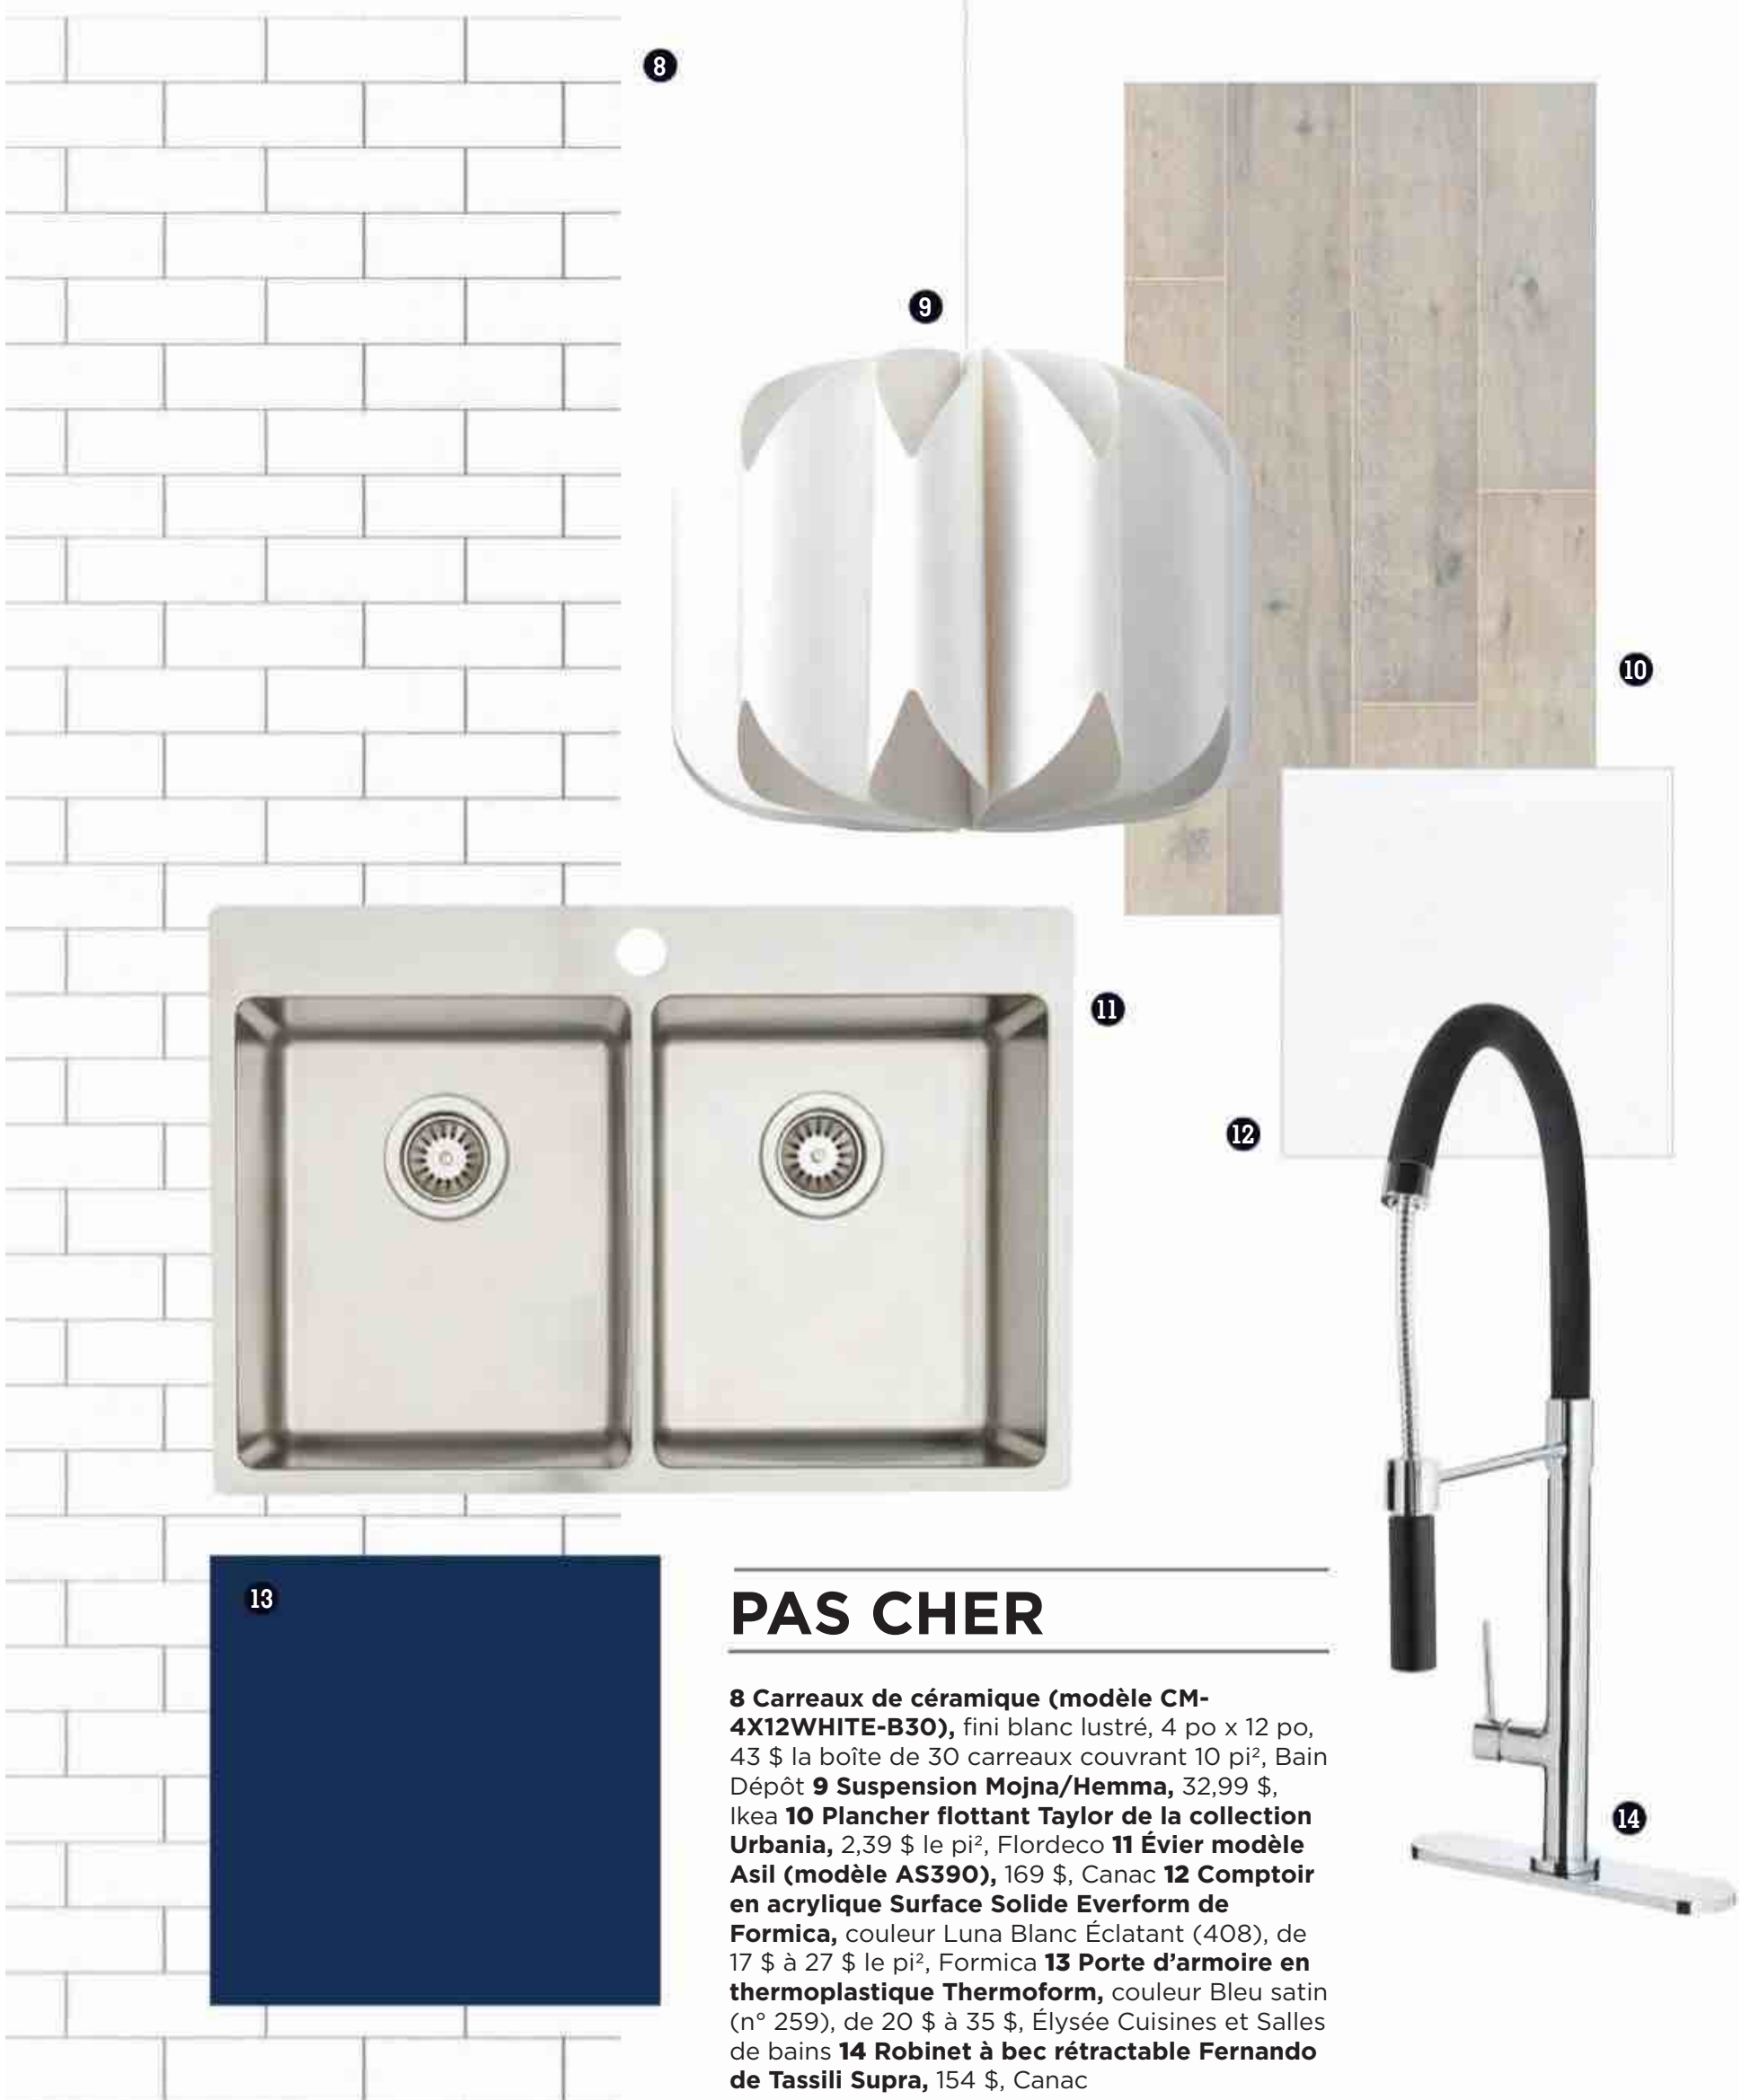 8
9
10
11
12
13
14
PAS CHER
8 Carreaux de céramique (modèle CM-
4X12WHITE-B30), fini blanc lustré, 4 po x 12 po,
43 $ la boîte de 30 carreaux couvrant 10 pi², Bain
Dépôt 9 Suspension Mojna/Hemma, 32,99 $,
Ikea 10 Plancher flottant Taylor de la collection
Urbania, 2,39 $ le pi², Flordeco 11 Évier modèle
Asil (modèle AS390), 169 $, Canac 12 Comptoir
en acrylique Surface Solide Everform de
Formica, couleur Luna Blanc Éclatant (408), de
17 $ à 27 $ le pi², Formica 13 Porte d'armoire en
thermoplastique Thermoform, couleur Bleu satin
(n° 259), de 20 $ à 35 $, Élysée Cuisines et Salles
de bains 14 Robinet à bec rétractable Fernando
de Tassili Supra, 154 $, Canac